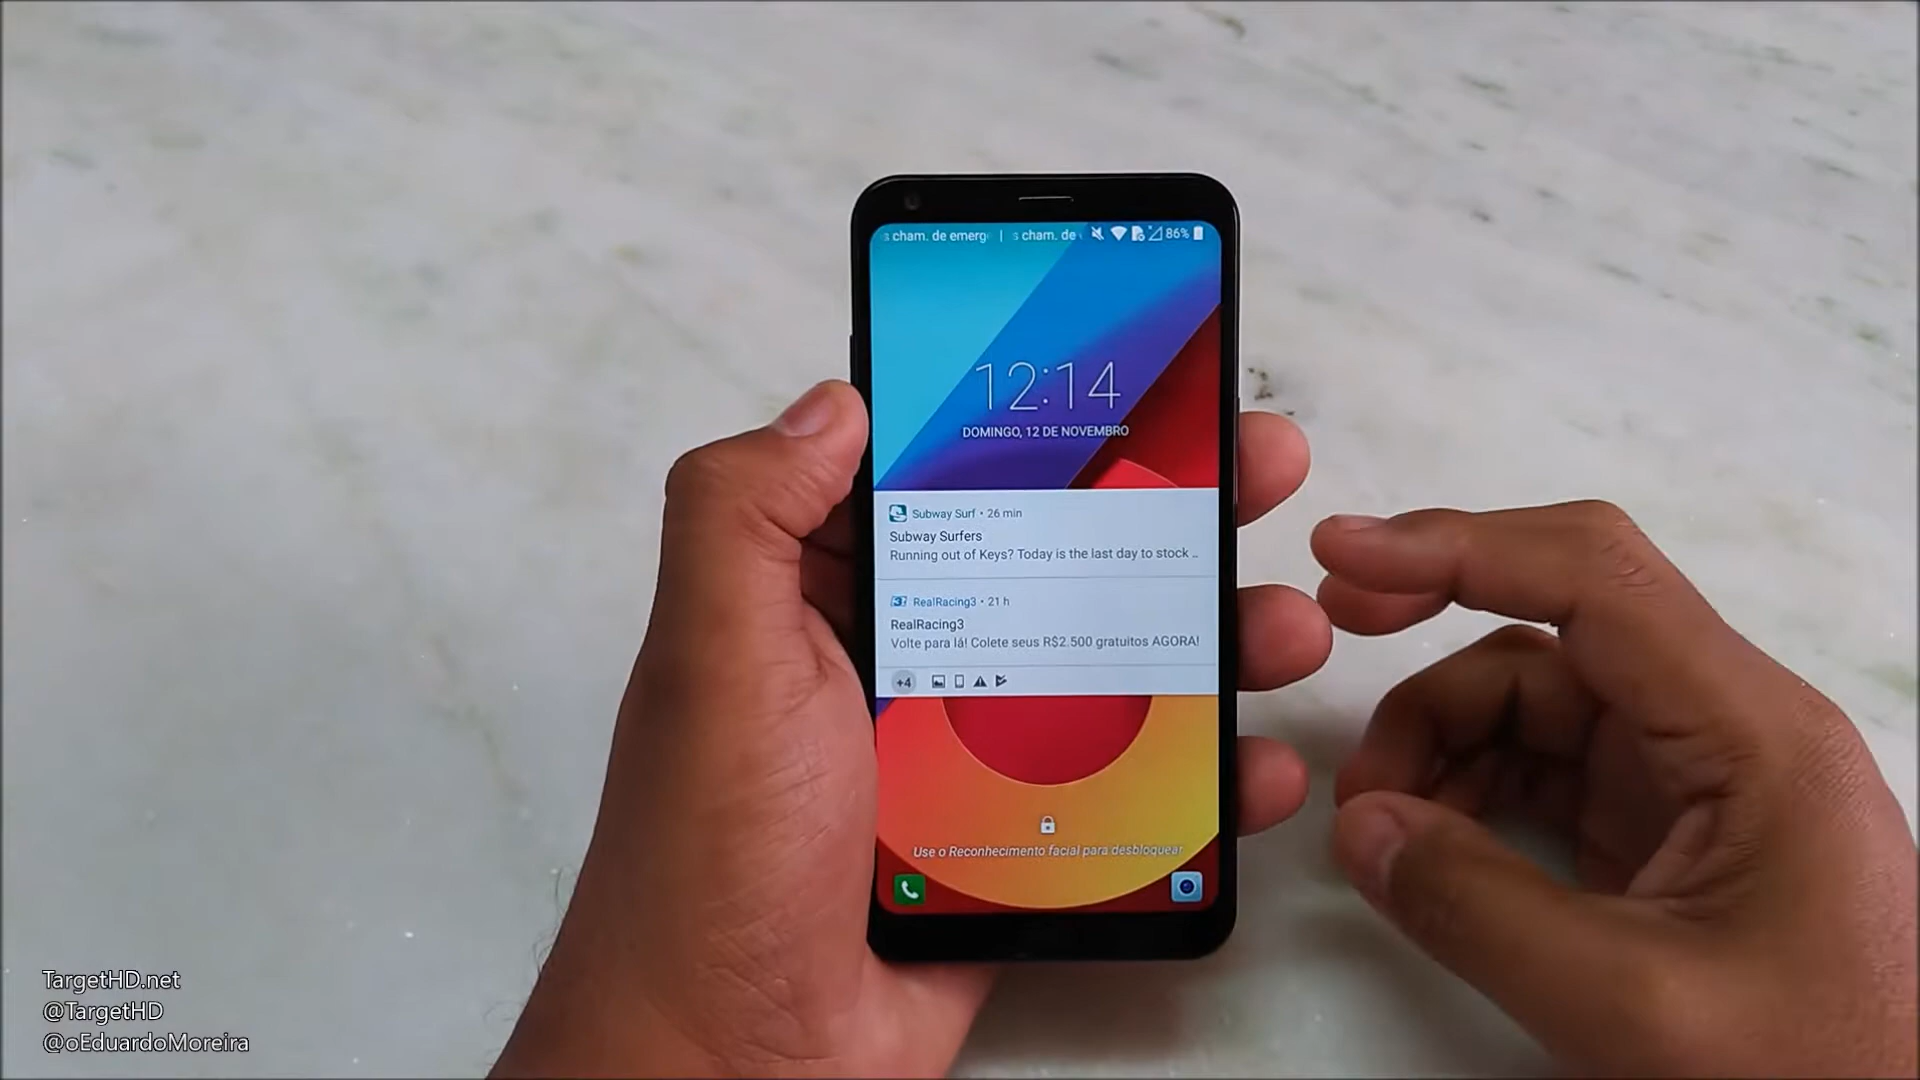 s cham. de emerg | s cham. de 86%
12:14
DOMINGO, 12 DE NOVEMBRO
Subway Surf • 26 min
Subway Surfers
Running out of Keys? Today is the last day to stock ..
RealRacing3 • 21 h
RealRacing3
Volte para lá! Colete seus R$2.500 gratuitos AGORA!
+4
Use o Reconhecimento facial para desbloquear
TargetHD.net
@TargetHD
@oEduardoMoreira